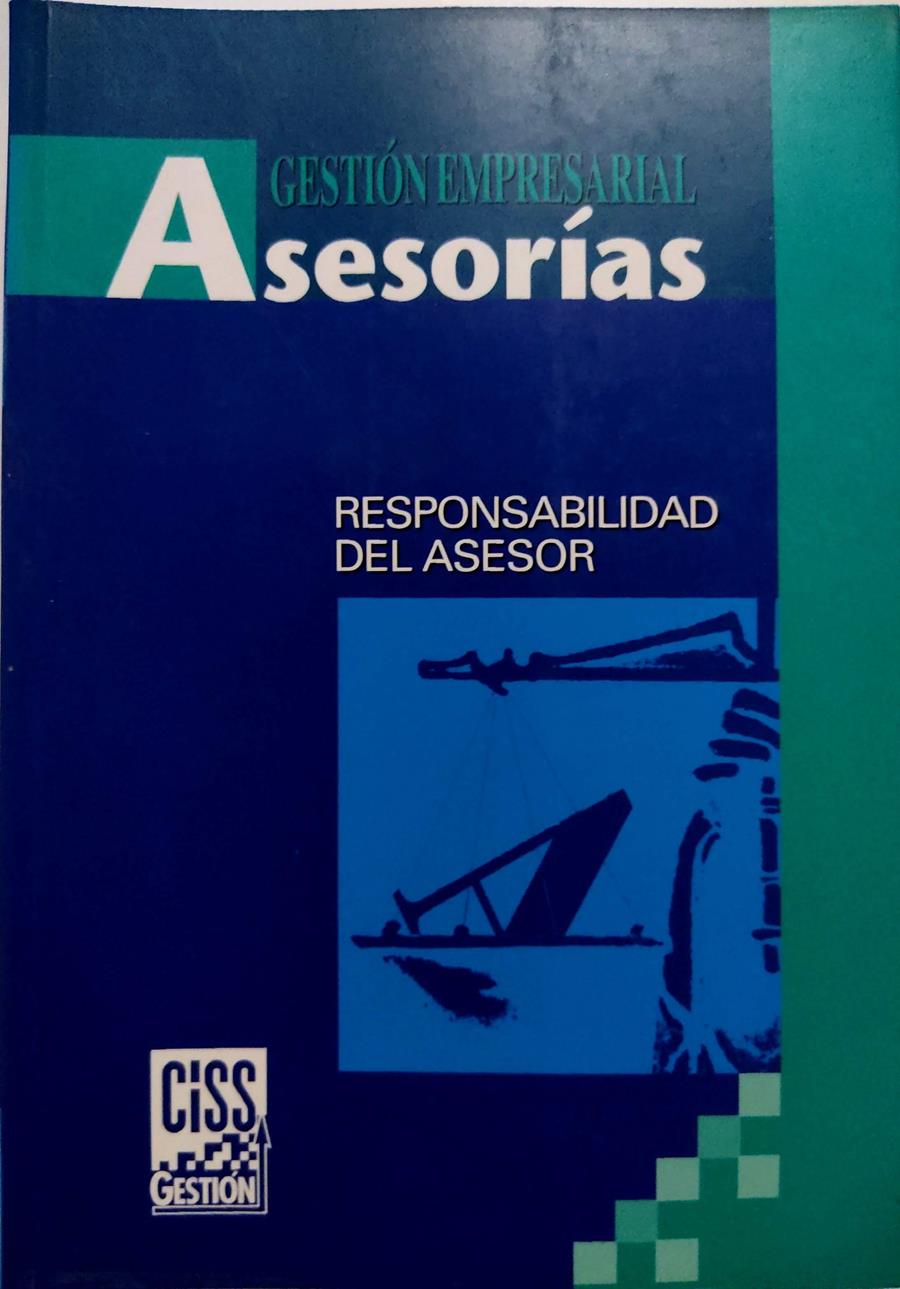 GESTIÓN EMPRESARIAL
Asesorías
RESPONSABILIDAD
DEL ASESOR
CISS
GESTIÓN